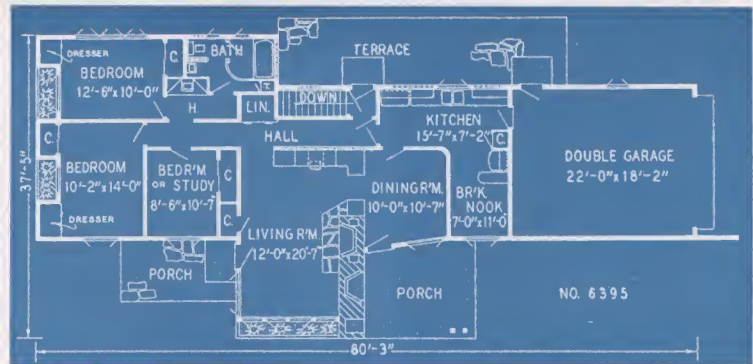 TERRACE
DRESSER
C.
BATH
BEDROOM
12'-6"x10'-0"
H.
LIN.
DOWN
KITCHEN
15'-7"x7'-2"
HALL
C.
C.
BEDROOM
10'-2"x14'-0"
BEDR'M.
OR STUDY
8'-6"x10'-7"
C.
C.
DINING R'M.
10'-0"x10'-7"
BR'K.
NOOK
7'-0"x11'-0"
DOUBLE GARAGE
22'-0"x18'-2"
DRESSER
LIVING R'M.
12'-0"x20'-7"
PORCH
PORCH
NO. 6395
37'-5"
80'-3"